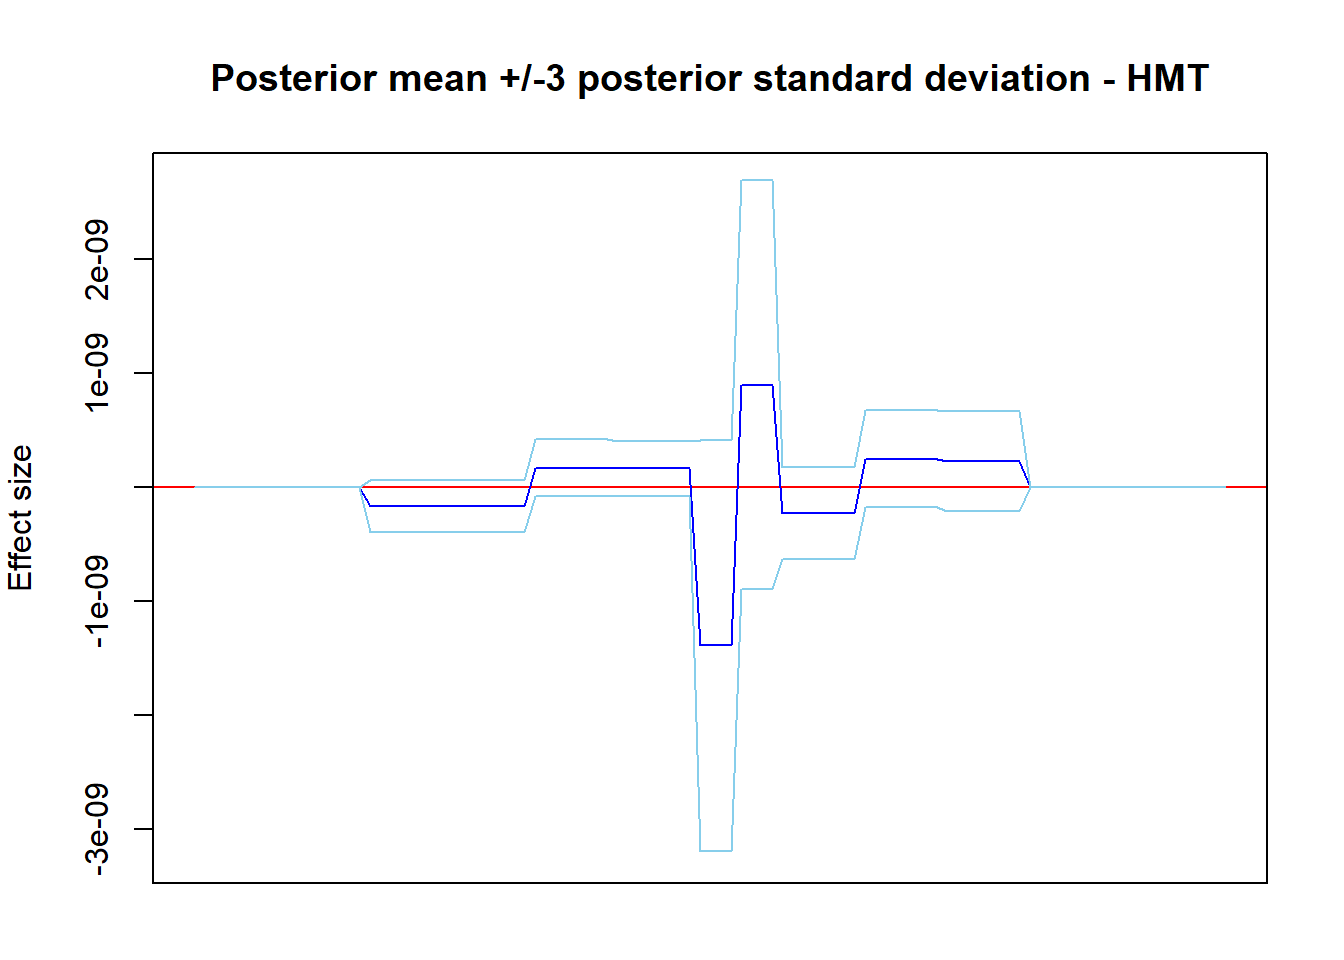 Posterior mean +/-3 posterior standard deviation - HMT
Effect size
2e-09
1e-09
-1e-09
-3e-09